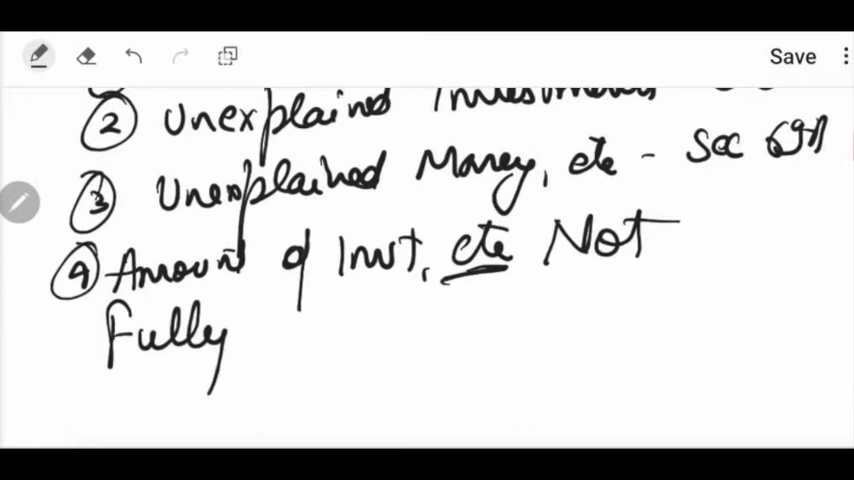 Save
② Unexplained Investments
③ Unexplained Money, etc - Sec 69A
④ Amount of Invt, etc Not
Fully